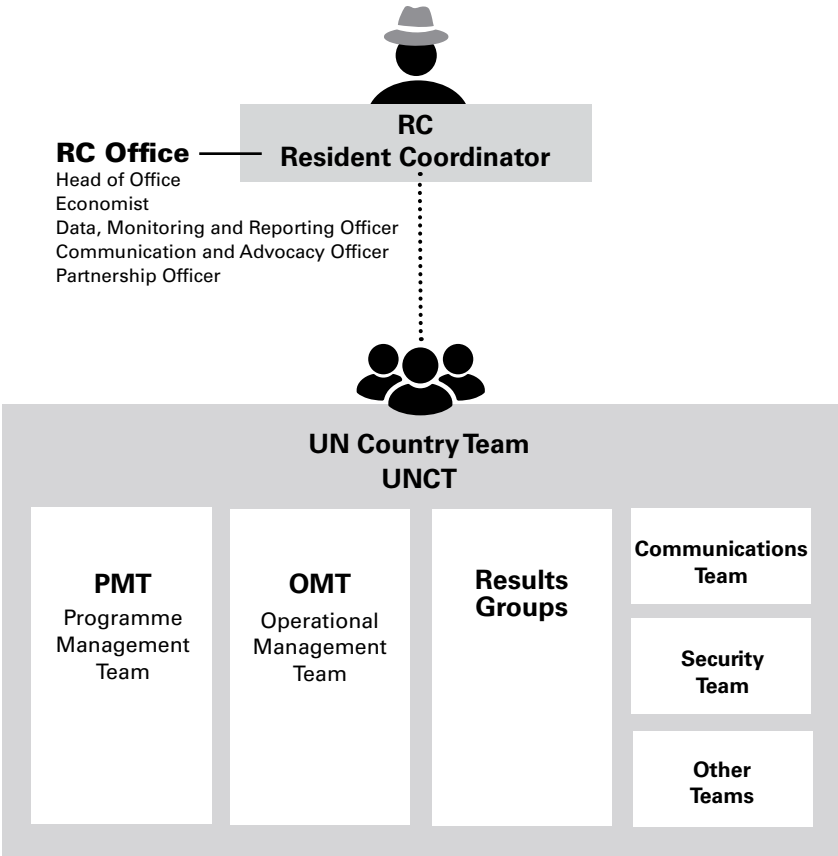 RC
Resident Coordinator
RC Office
Head of Office
Economist
Data, Monitoring and Reporting Officer
Communication and Advocacy Officer
Partnership Officer
UN Country Team
UNCT
PMT
Programme
Management
Team
OMT
Operational
Management
Team
Results
Groups
Communications
Team
Security
Team
Other
Teams